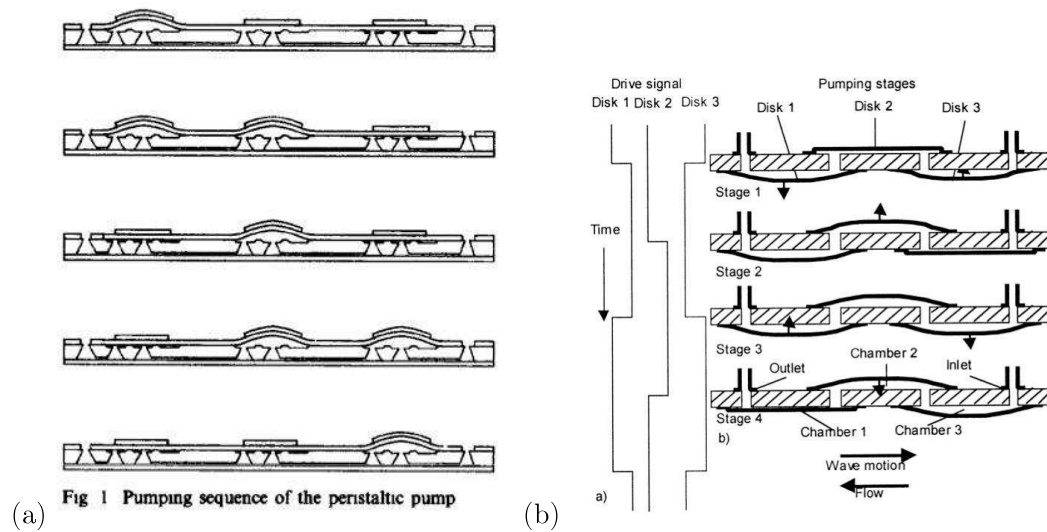 Fig 1 Pumping sequence of the peristaltic pump
(a)
Drive signal
Disk 1 Disk 2 Disk 3
Time
a)
Pumping stages
Disk 1
Disk 2
Disk 3
Stage 1
Stage 2
Stage 3
Chamber 2
Outlet
Inlet
Stage 4
Chamber 1
Chamber 3
b)
Wave motion
Flow
(b)